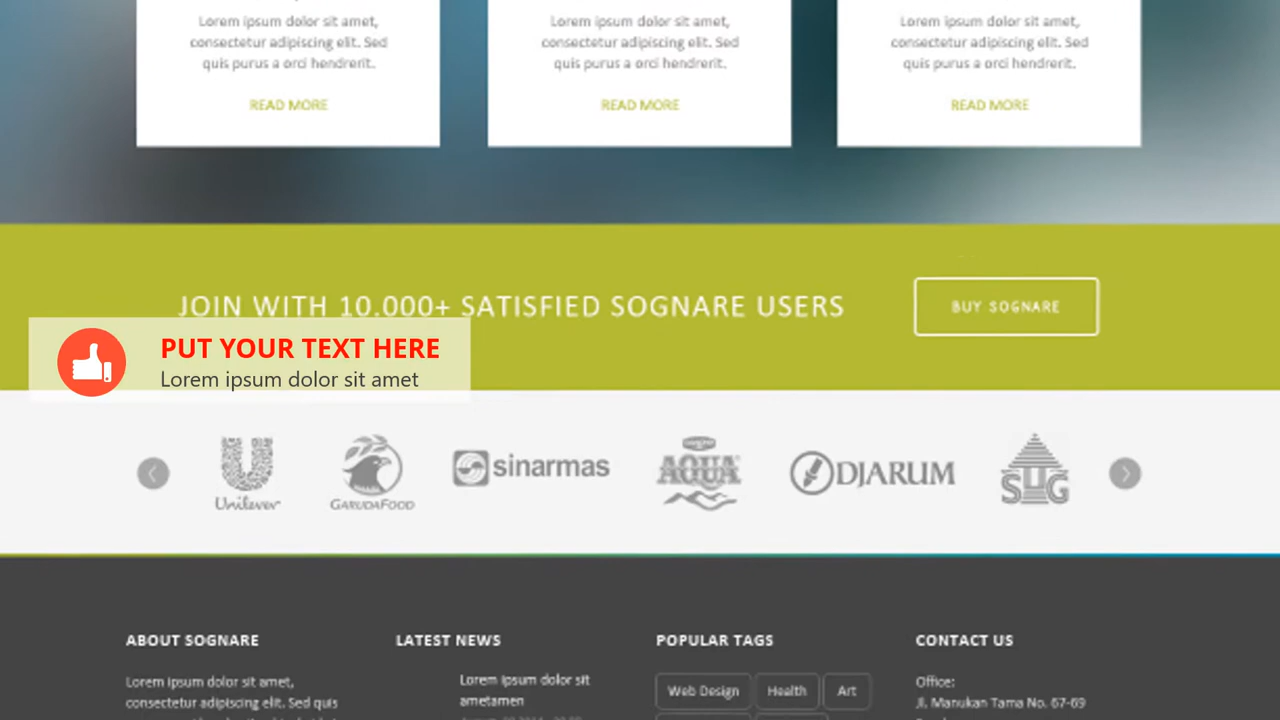 Lorem ipsum dolor sit amet,
consectetur adipiscing elit. Sed
quis purus a orci hendrerit.
READ MORE
Lorem ipsum dolor sit amet,
consectetur adipiscing elit. Sed
quis purus a orci hendrerit.
READ MORE
Lorem ipsum dolor sit amet,
consectetur adipiscing elit. Sed
quis purus a orci hendrerit.
READ MORE
JOIN WITH 10.000+ SATISFIED SOGNARE USERS
BUY SOGNARE
PUT YOUR TEXT HERE
Lorem ipsum dolor sit amet
Unilever
GARUDAFOOD
sinarmas
AQUA
DJARUM
SUG
ABOUT SOGNARE
Lorem ipsum dolor sit amet,
consectetur adipiscing elit. Sed quis
LATEST NEWS
Lorem ipsum dolor sit
ametamen
POPULAR TAGS
Web Design
Health
Art
CONTACT US
Office:
Jl. Manukan Tama No. 67-69